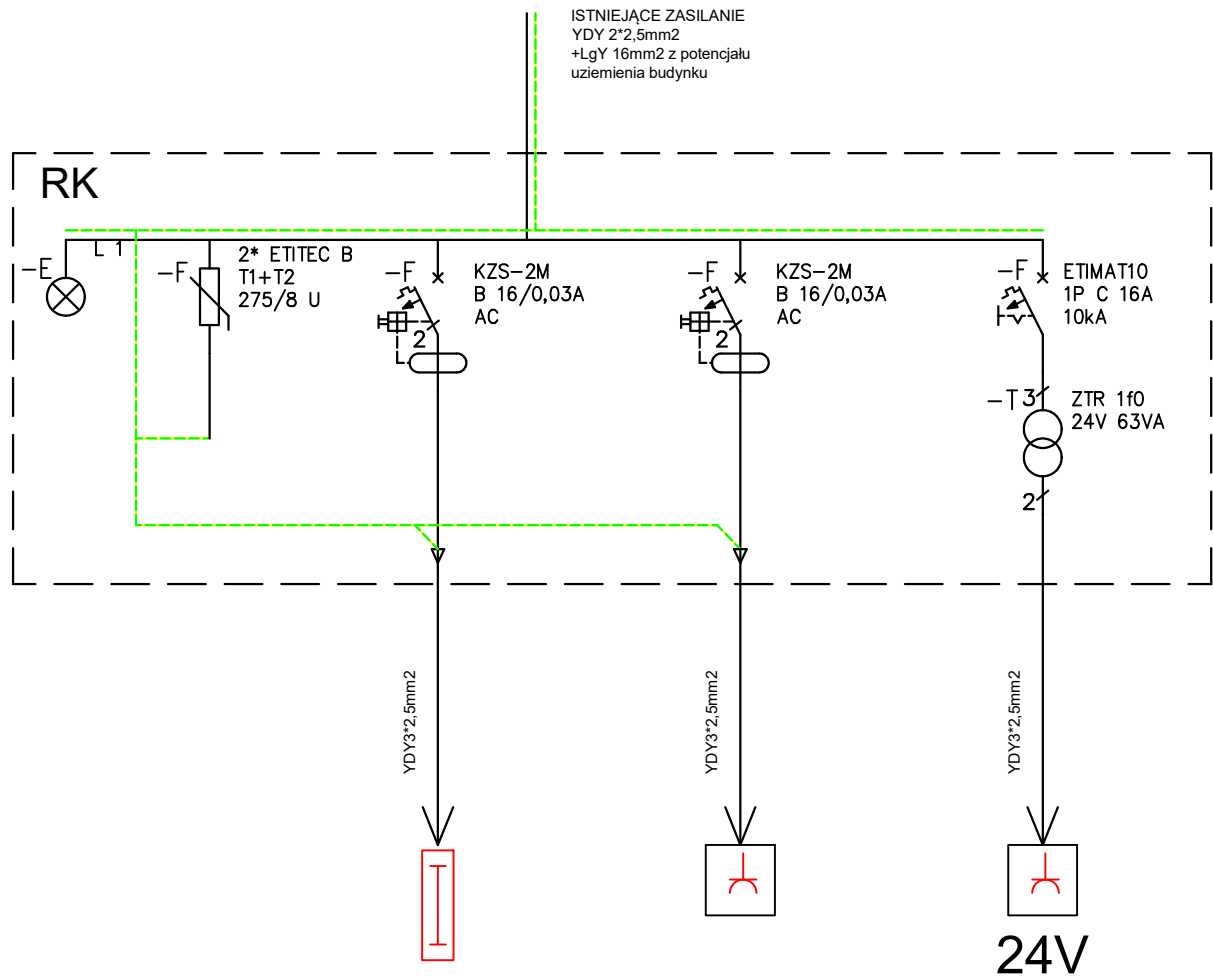 ISTNIEJĄCE ZASILANIE
YDY 2*2,5mm2
+LgY 16mm2 z potencjału
uziemienia budynku
RK
L 1
-E
-F
2* ETITEC B
T1+T2
275/8 U
-F
KZS-2M
B 16/0,03A
AC
2
-F
KZS-2M
B 16/0,03A
AC
2
-F
ETIMAT10
1P C 16A
10kA
-T
3
ZTR 1f0
24V 63VA
2
YDY3*2,5mm2
YDY3*2,5mm2
YDY3*2,5mm2
24V